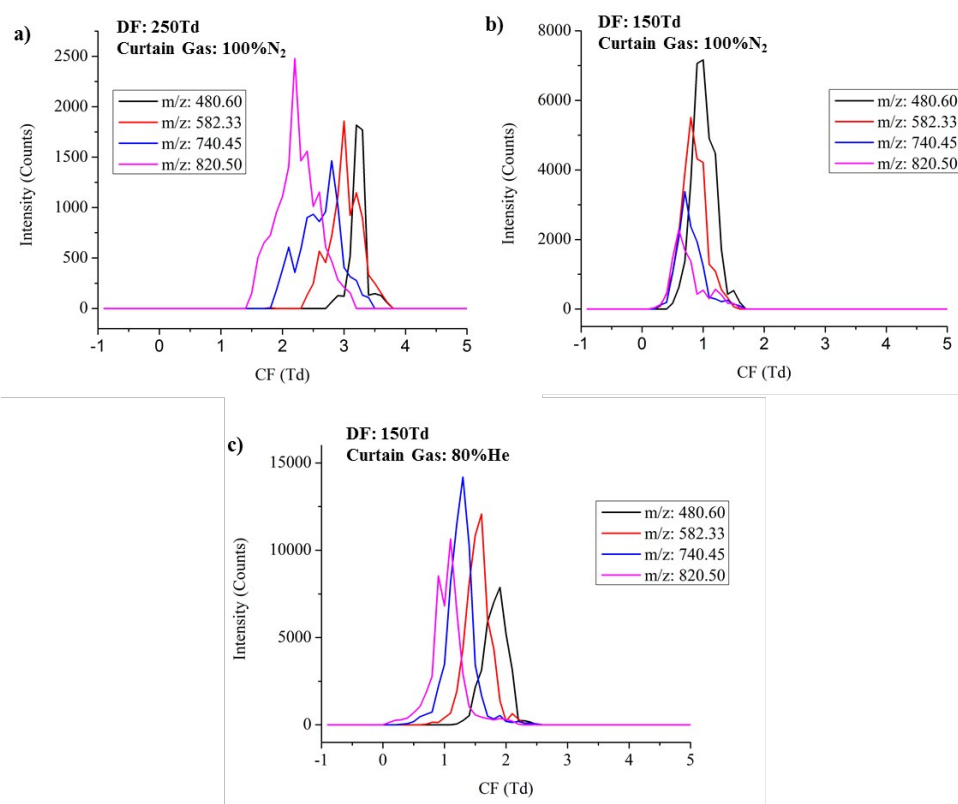 a)
DF: 250Td
Curtain Gas: 100%N₂
2500
2000
1500
1000
500
0
Intensity (Counts)
m/z: 480.60
m/z: 582.33
m/z: 740.45
m/z: 820.50
-1 0 1 2 3 4 5
CF (Td)
b)
DF: 150Td
Curtain Gas: 100%N₂
8000
6000
4000
2000
0
Intensity (Counts)
m/z: 480.60
m/z: 582.33
m/z: 740.45
m/z: 820.50
-1 0 1 2 3 4 5
CF (Td)
c)
DF: 150Td
Curtain Gas: 80%He
15000
10000
5000
0
Intensity (Counts)
m/z: 480.60
m/z: 582.33
m/z: 740.45
m/z: 820.50
-1 0 1 2 3 4 5
CF (Td)